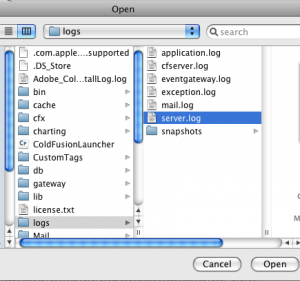 Open
logs
search
.com.apple....supported
.DS_Store
Adobe_Col...tallLog.log
bin
cache
cfx
charting
ColdFusionLauncher
CustomTags
db
gateway
lib
license.txt
logs
Mail
application.log
cfserver.log
eventgateway.log
exception.log
mail.log
server.log
snapshots
Cancel
Open